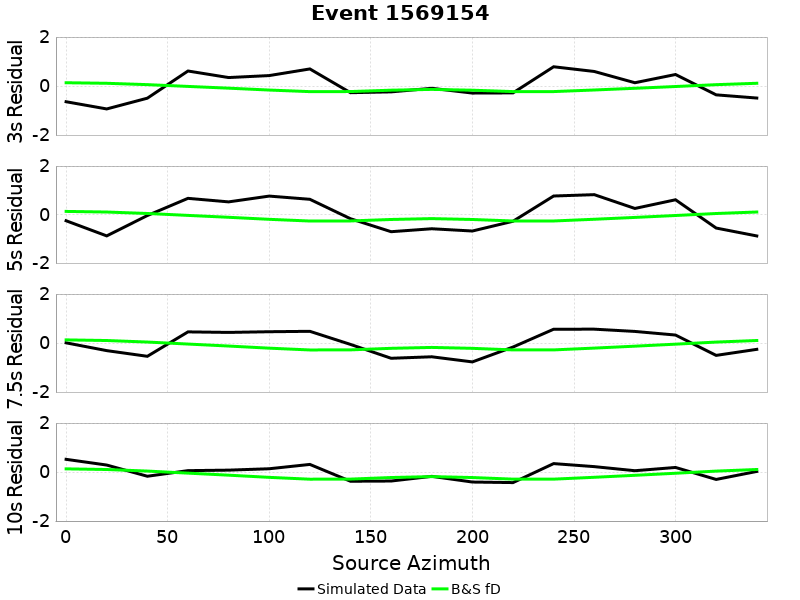 Event 1569154
3s Residual
2
0
-2
5s Residual
2
0
-2
7.5s Residual
2
0
-2
10s Residual
2
0
-2
0 50 100 150 200 250 300
Source Azimuth
Simulated Data B&S fD